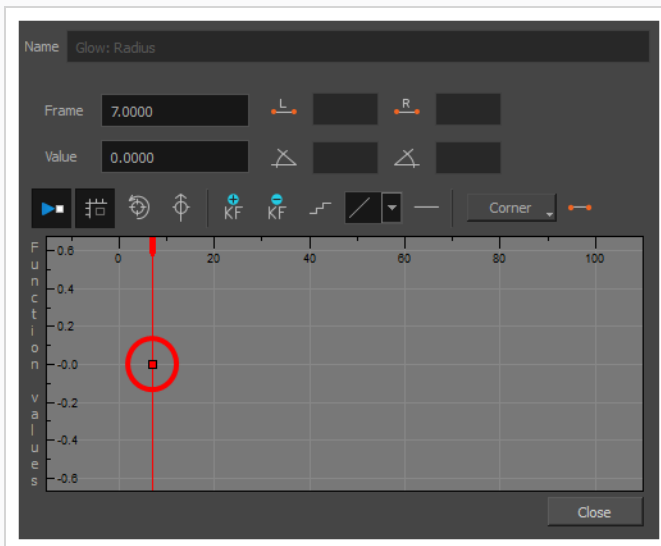 Name Glow: Radius
Frame 7.0000 L R
Value 0.0000
KF KF Corner
Function values
0 20 40 60 80 100
-0.6
-0.4
-0.2
-0.0
-0.2
-0.4
-0.6
Close